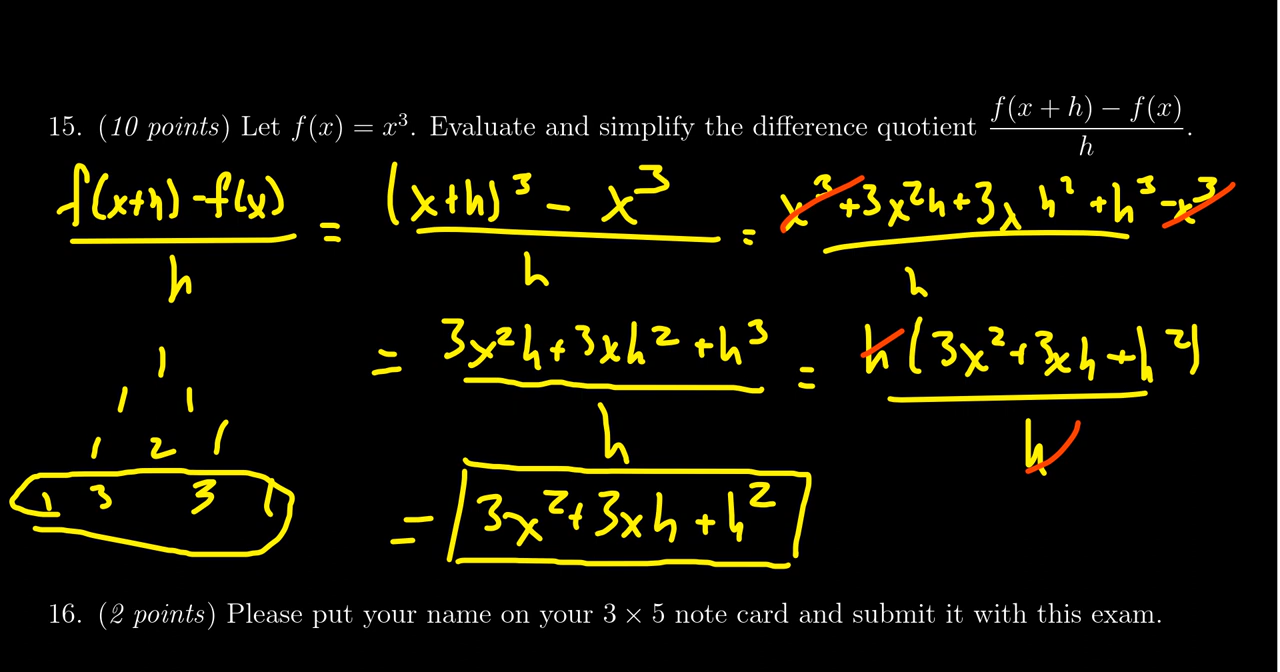 15. (10 points) Let f(x) = x³. Evaluate and simplify the difference quotient (f(x + h) − f(x))/h.
(f(x+h) - f(x))/h = ((x+h)³ - x³)/h = (x³ + 3x²h + 3xh² + h³ - x³)/h
= (3x²h + 3xh² + h³)/h = h(3x² + 3xh + h²)/h
1
1 1
1 2 1
1 3 3 1
= 3x² + 3xh + h²
16. (2 points) Please put your name on your 3 × 5 note card and submit it with this exam.